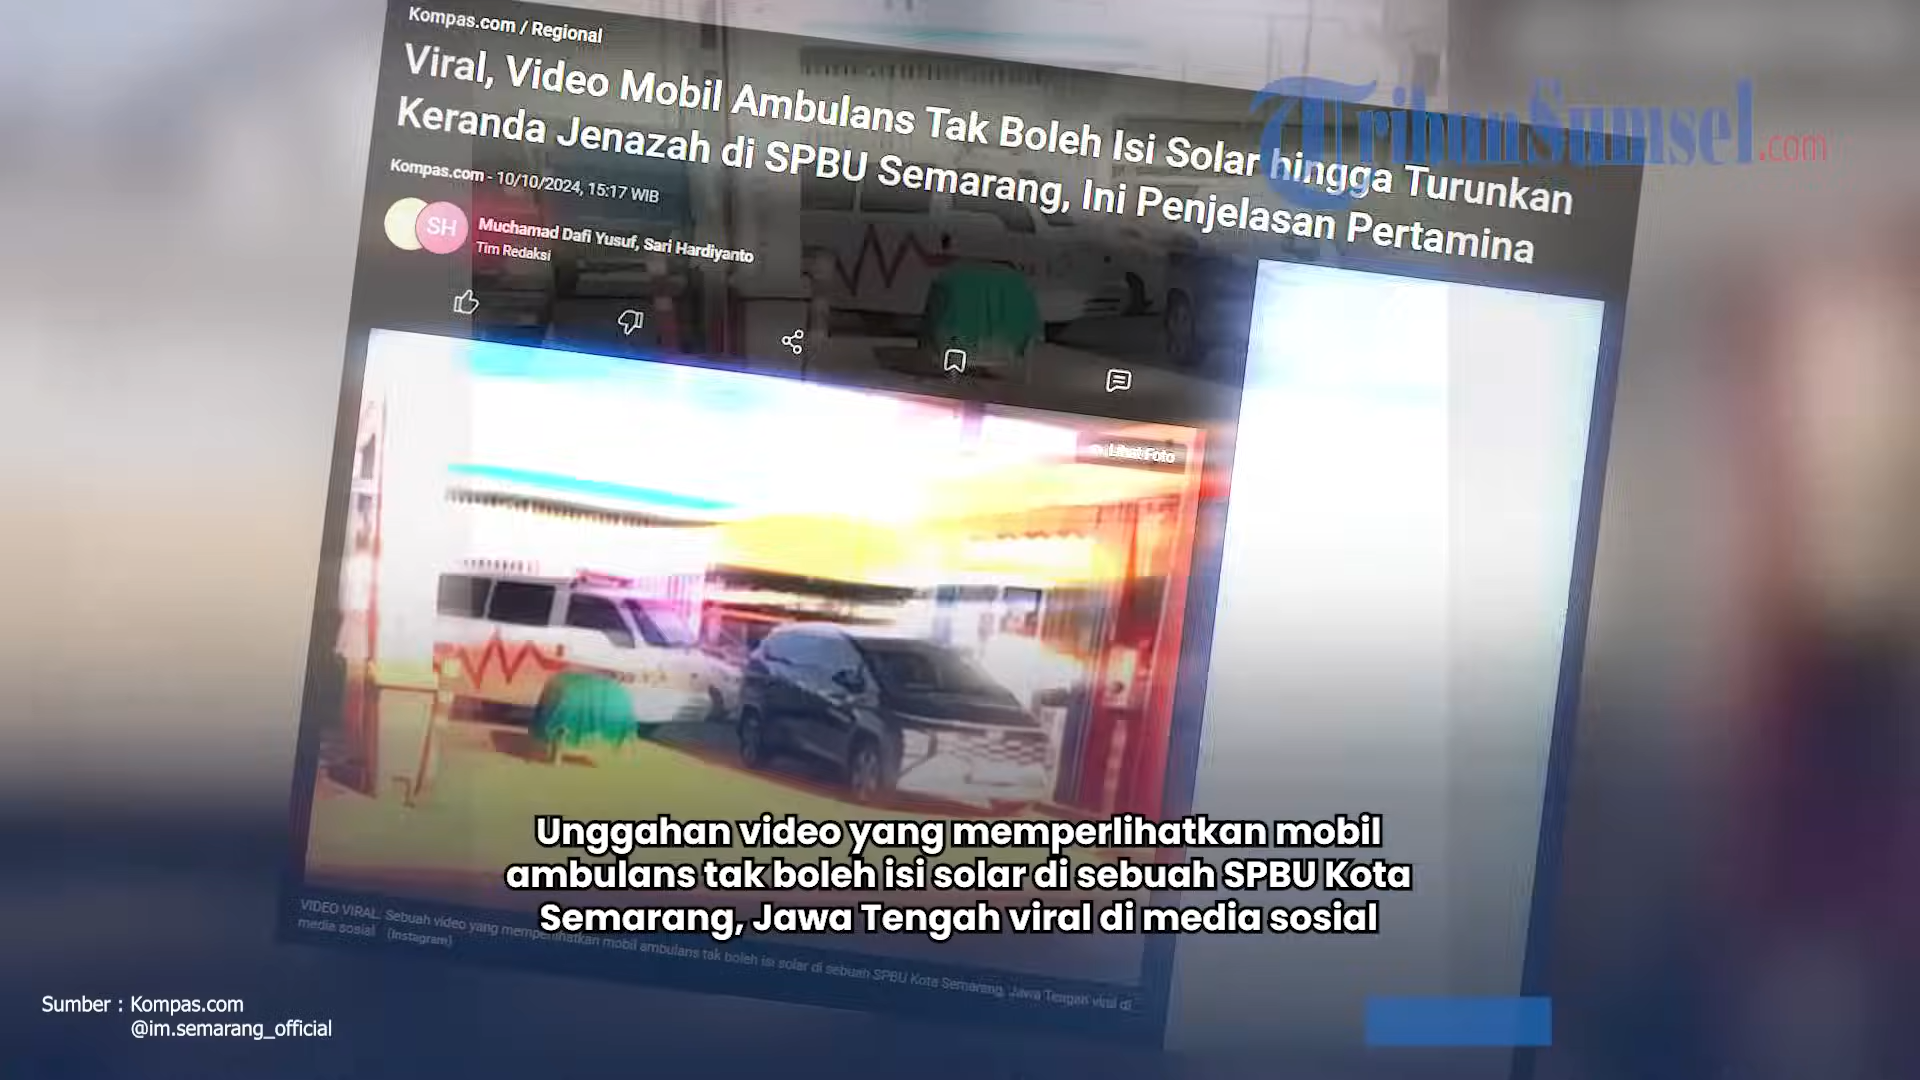 Kompas.com / Regional
Viral, Video Mobil Ambulans Tak Boleh Isi Solar hingga Turunkan
Keranda Jenazah di SPBU Semarang, Ini Penjelasan Pertamina
Kompas.com - 10/10/2024, 15:17 WIB
SH
Muchamad Dafi Yusuf, Sari Hardiyanto
Tim Redaksi
TribunSumsel.com
Lihat Foto
Unggahan video yang memperlihatkan mobil
ambulans tak boleh isi solar di sebuah SPBU Kota
Semarang, Jawa Tengah viral di media sosial
VIDEO VIRAL. Sebuah video yang memperlihatkan mobil ambulans tak boleh isi solar di sebuah SPBU Kota Semarang, Jawa Tengah viral di
media sosial (Instagram)
Sumber : Kompas.com
@im.semarang_official